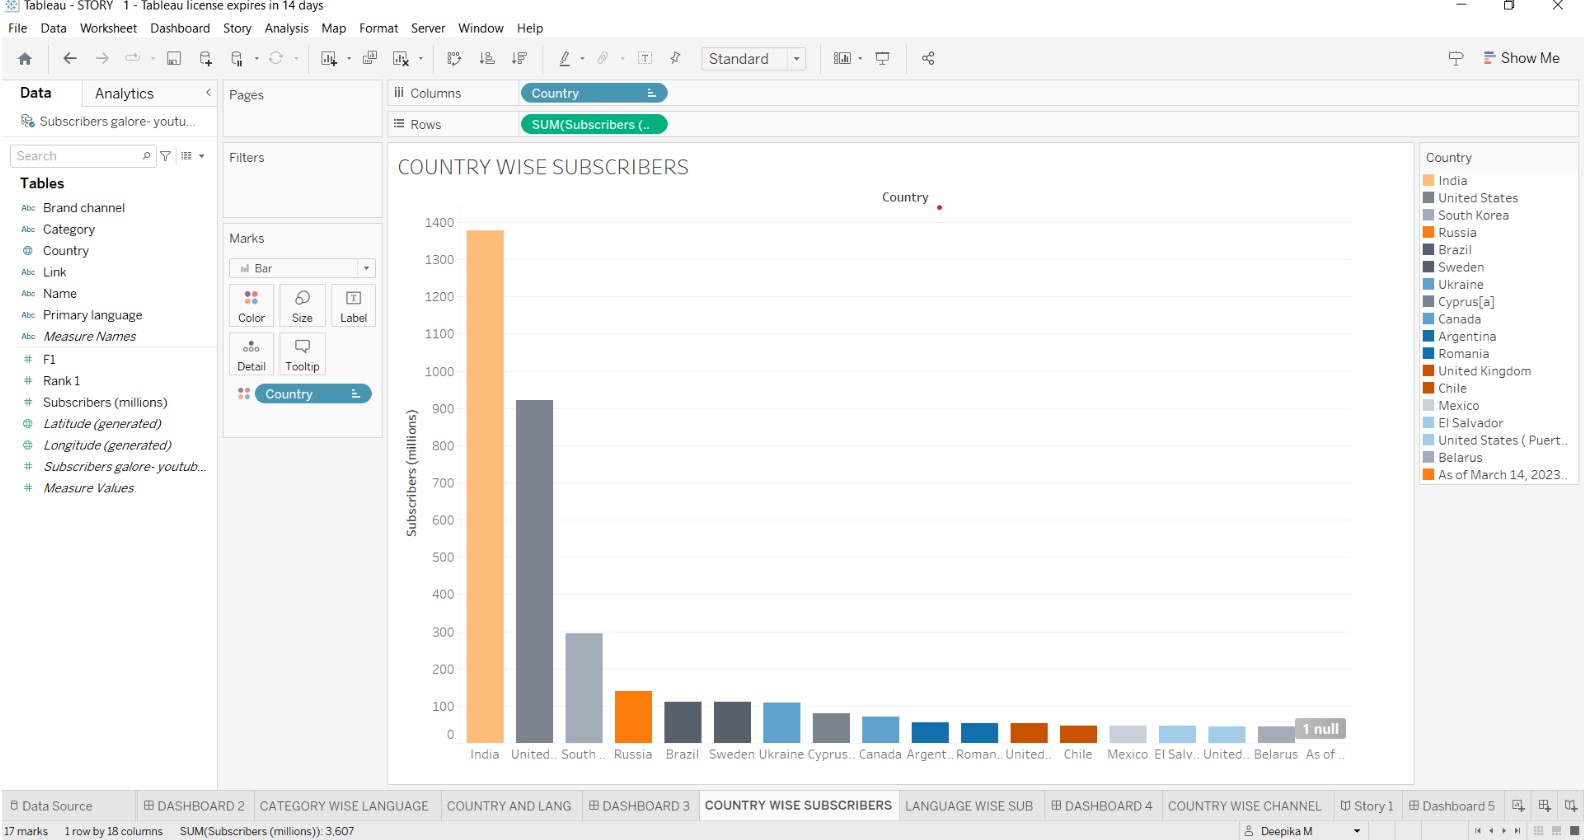 Tableau - STORY 1 - Tableau license expires in 14 days
File Data Worksheet Dashboard Story Analysis Map Format Server Window Help
Standard
Show Me
Data Analytics
Subscribers galore- youtu...
Search
Tables
Abc Brand channel
Abc Category
Country
Abc Link
Abc Name
Abc Primary language
Abc Measure Names
# F1
# Rank 1
# Subscribers (millions)
Latitude (generated)
Longitude (generated)
# Subscribers galore- youtub...
# Measure Values
Pages
Filters
Marks
Bar
Color Size Label
Detail Tooltip
Country
Columns Country
Rows SUM(Subscribers (..
COUNTRY WISE SUBSCRIBERS
Country
1400
1300
1200
1100
1000
900
800
700
600
500
400
300
200
100
0
Subscribers (millions)
1 null
India United.. South .. Russia Brazil Sweden Ukraine Cyprus.. Canada Argent.. Roman.. United.. Chile Mexico El Salv.. United.. Belarus As of ..
Country
India
United States
South Korea
Russia
Brazil
Sweden
Ukraine
Cyprus[a]
Canada
Argentina
Romania
United Kingdom
Chile
Mexico
El Salvador
United States ( Puert..
Belarus
As of March 14, 2023..
Data Source DASHBOARD 2 CATEGORY WISE LANGUAGE COUNTRY AND LANG DASHBOARD 3 COUNTRY WISE SUBSCRIBERS LANGUAGE WISE SUB DASHBOARD 4 COUNTRY WISE CHANNEL Story 1 Dashboard 5
17 marks 1 row by 18 columns SUM(Subscribers (millions)): 3,607
Deepika M